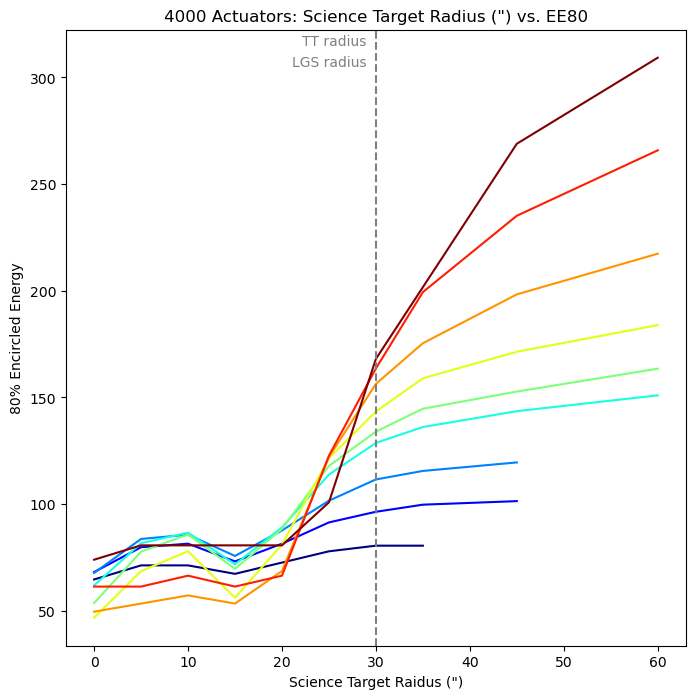 4000 Actuators: Science Target Radius (") vs. EE80
TT radius
LGS radius
300
250
200
150
100
50
80% Encircled Energy
0 10 20 30 40 50 60
Science Target Raidus (")